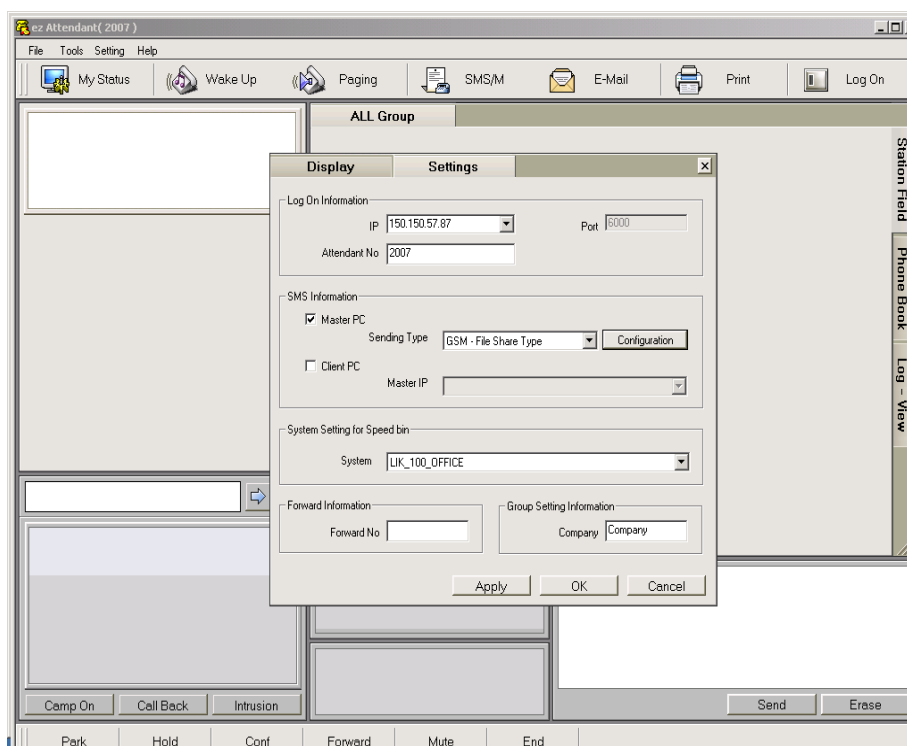 ez Attendant( 2007 )
File Tools Setting Help
My Status Wake Up Paging SMS/M E-Mail Print Log On
ALL Group
Display Settings
Log On Information
IP 150.150.57.87 Port 6000
Attendant No 2007
SMS Information
Master PC
Sending Type GSM - File Share Type Configuration
Client PC
Master IP
System Setting for Speed bin
System LIK_100_OFFICE
Forward Information Group Setting Information
Forward No Company Company
Apply OK Cancel
Station Field
Phone Book
Log - View
Camp On Call Back Intrusion Send Erase
Park Hold Conf Forward Mute End